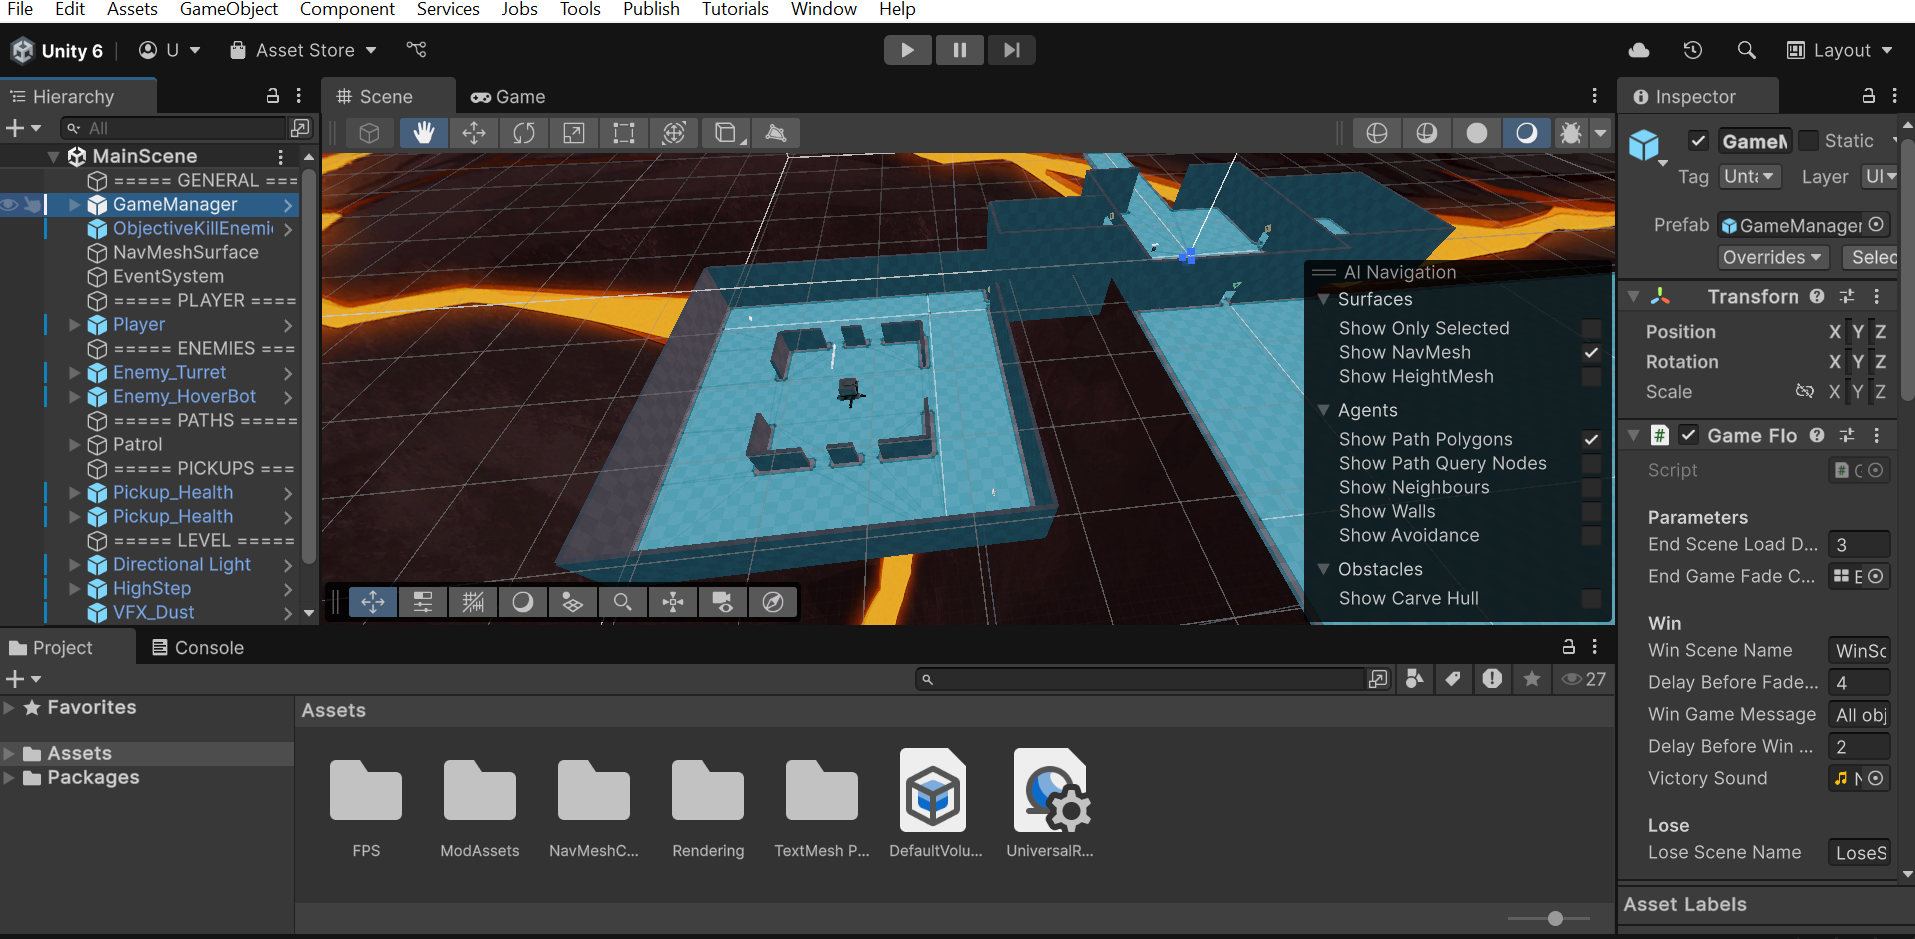 File Edit Assets GameObject Component Services Jobs Tools Publish Tutorials Window Help
Unity 6 U Asset Store Layout
Hierarchy
All
MainScene
===== GENERAL ===
GameManager
ObjectiveKillEnemi
NavMeshSurface
EventSystem
===== PLAYER ====
Player
===== ENEMIES ===
Enemy_Turret
Enemy_HoverBot
===== PATHS =====
Patrol
===== PICKUPS ===
Pickup_Health
Pickup_Health
===== LEVEL =====
Directional Light
HighStep
VFX_Dust
Scene Game
AI Navigation
Surfaces
Show Only Selected
Show NavMesh
Show HeightMesh
Agents
Show Path Polygons
Show Path Query Nodes
Show Neighbours
Show Walls
Show Avoidance
Obstacles
Show Carve Hull
Inspector
GameM Static
Tag Unta Layer UI
Prefab GameManager
Overrides Selec
Transform
Position X Y Z
Rotation X Y Z
Scale X Y Z
# Game Flo
Script #
Parameters
End Scene Load D... 3
End Game Fade C... E
Win
Win Scene Name WinSc
Delay Before Fade... 4
Win Game Message All obj
Delay Before Win ... 2
Victory Sound
Lose
Lose Scene Name LoseS
Asset Labels
Project Console
27
Favorites
Assets
Packages
Assets
FPS
ModAssets
NavMeshC...
Rendering
TextMesh P...
DefaultVolu...
UniversalR...